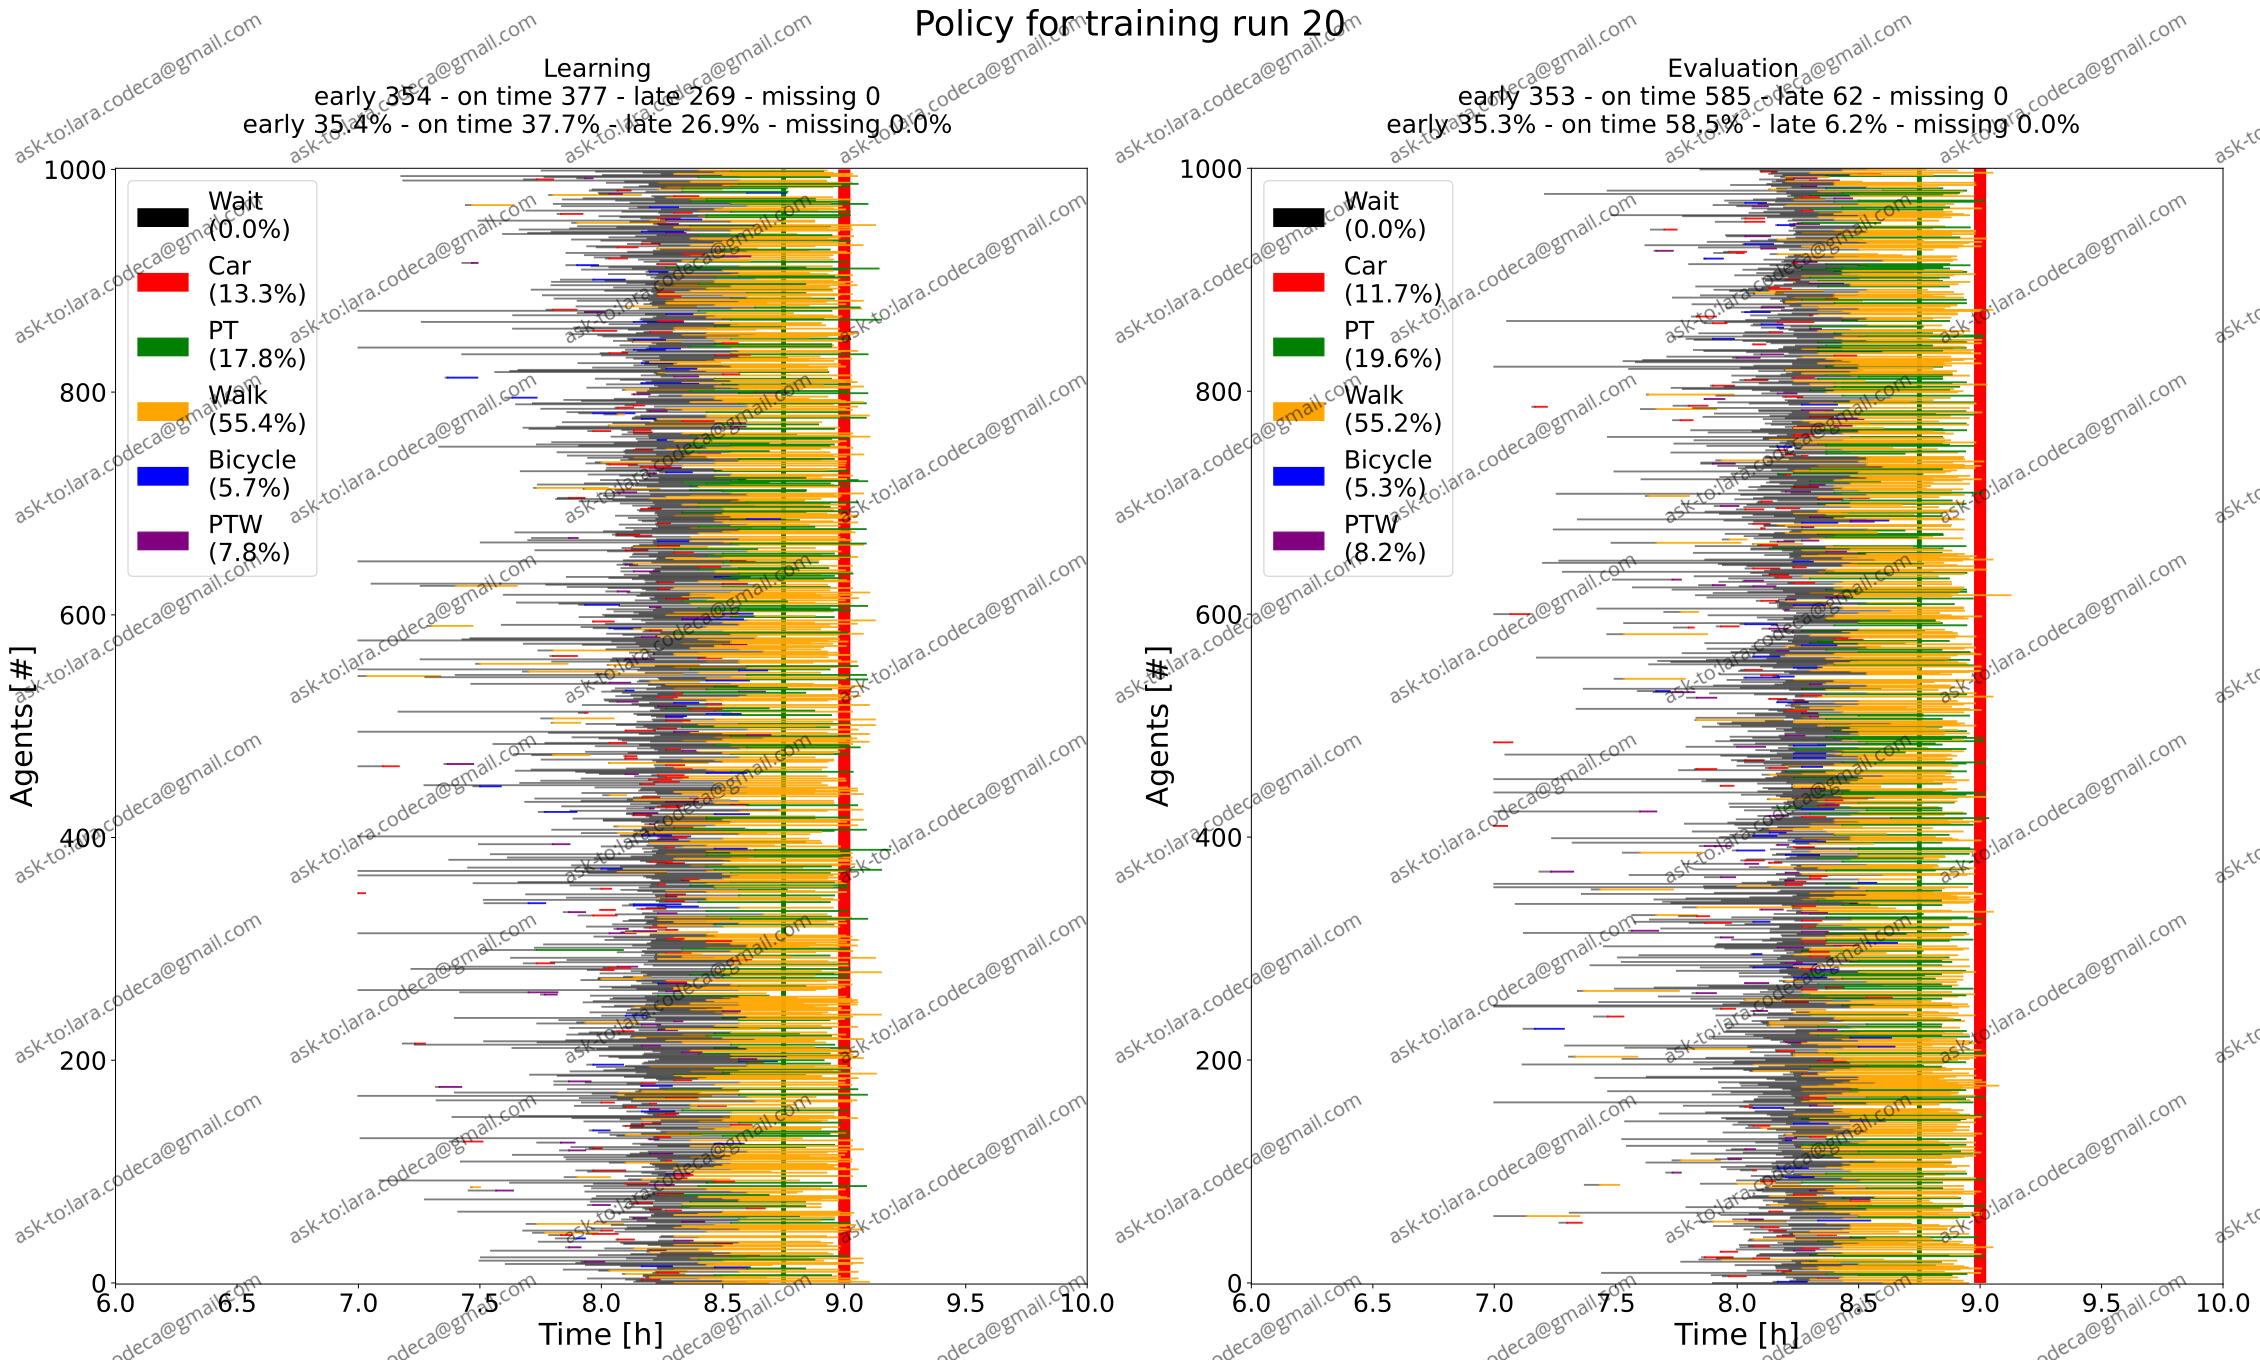 Policy for training run 20
Learning
early 354 - on time 377 - late 269 - missing 0
early 35.4% - on time 37.7% - late 26.9% - missing 0.0%
Agents [#]
1000
800
600
400
200
0
Wait
(0.0%)
Car
(13.3%)
PT
(17.8%)
Walk
(55.4%)
Bicycle
(5.7%)
PTW
(7.8%)
6.0 6.5 7.0 7.5 8.0 8.5 9.0 9.5 10.0
Time [h]
Evaluation
early 353 - on time 585 - late 62 - missing 0
early 35.3% - on time 58.5% - late 6.2% - missing 0.0%
Agents [#]
1000
800
600
400
200
0
Wait
(0.0%)
Car
(11.7%)
PT
(19.6%)
Walk
(55.2%)
Bicycle
(5.3%)
PTW
(8.2%)
6.0 6.5 7.0 7.5 8.0 8.5 9.0 9.5 10.0
Time [h]
ask-to:lara.codeca@gmail.com